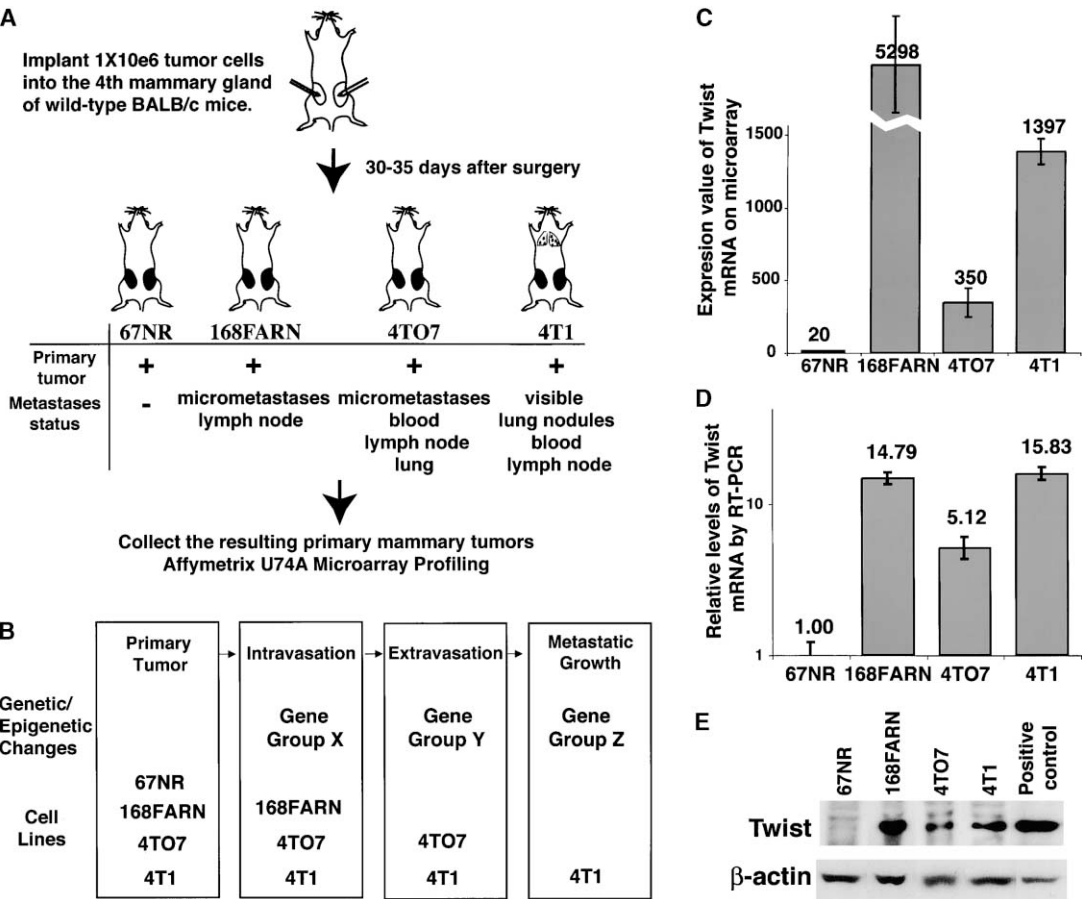 A
Implant 1X10e6 tumor cells
into the 4th mammary gland
of wild-type BALB/c mice.
30-35 days after surgery
67NR 168FARN 4TO7 4T1
Primary
tumor
+ + + +
Metastases
status
-
micrometastases
lymph node
micrometastases
blood
lymph node
lung
visible
lung nodules
blood
lymph node
Collect the resulting primary mammary tumors
Affymetrix U74A Microarray Profiling
B
Primary
Tumor
Intravasation
Extravasation
Metastatic
Growth
Genetic/
Epigenetic
Changes
Gene
Group X
Gene
Group Y
Gene
Group Z
Cell
Lines
67NR
168FARN
4TO7
4T1
168FARN
4TO7
4T1
4TO7
4T1
4T1
C
Expresion value of Twist
mRNA on microarray
1500
1000
500
0
20
5298
350
1397
67NR 168FARN 4TO7 4T1
D
Relative levels of Twist
mRNA by RT-PCR
10
1
1.00
14.79
5.12
15.83
67NR 168FARN 4TO7 4T1
E
67NR
168FARN
4TO7
4T1
Positive
control
Twist
β-actin